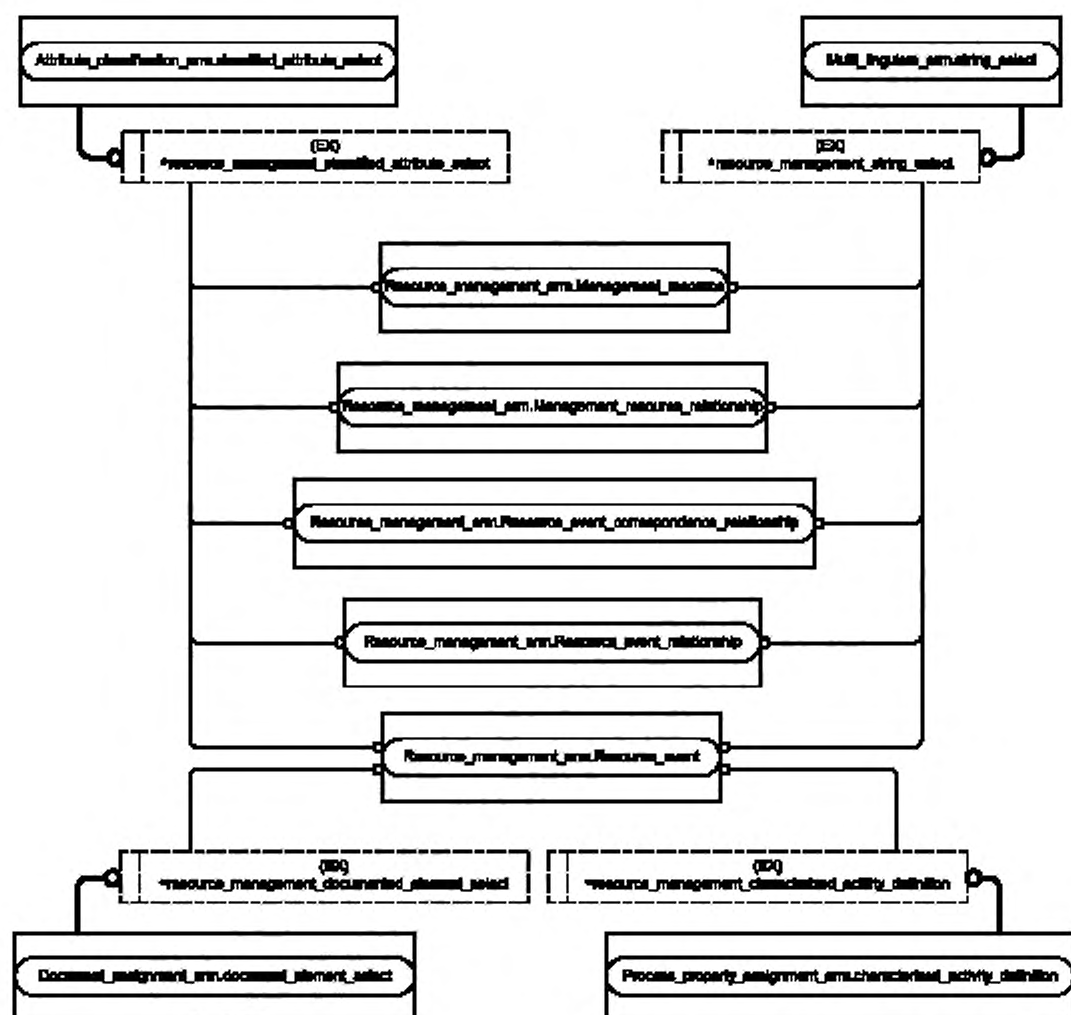 Attribute_classification_arm.classified_attribute_select
Multi_linguism_arm.string_select
(EX)
*resource_management_classified_attribute_select
(EX)
*resource_management_string_select
Resource_management_arm.Management_resource
Resource_management_arm.Management_resource_relationship
Resource_management_arm.Resource_event_correspondence_relationship
Resource_management_arm.Resource_event_relationship
Resource_management_arm.Resource_event
(EX)
*resource_management_documented_element_select
(EX)
*resource_management_characterized_activity_definition
Document_assignment_arm.documented_element_select
Process_property_assignment_arm.characterized_activity_definition